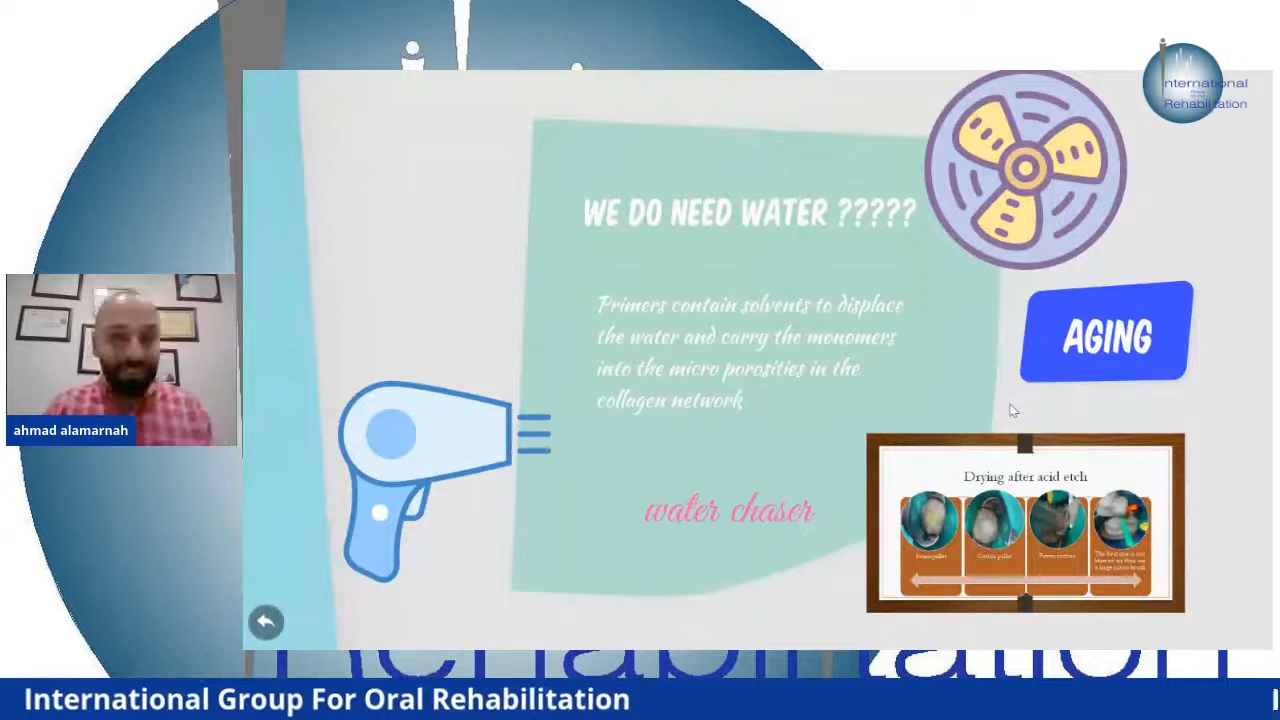 nternational
Rehabilitation
WE DO NEED WATER ?????
Primers contain solvents to displace
the water and carry the monomers
into the micro porosities in the
collagen network
AGING
water chaser
Drying after acid etch
ahmad alamarnah
Rehabilitation
International Group For Oral Rehabilitation